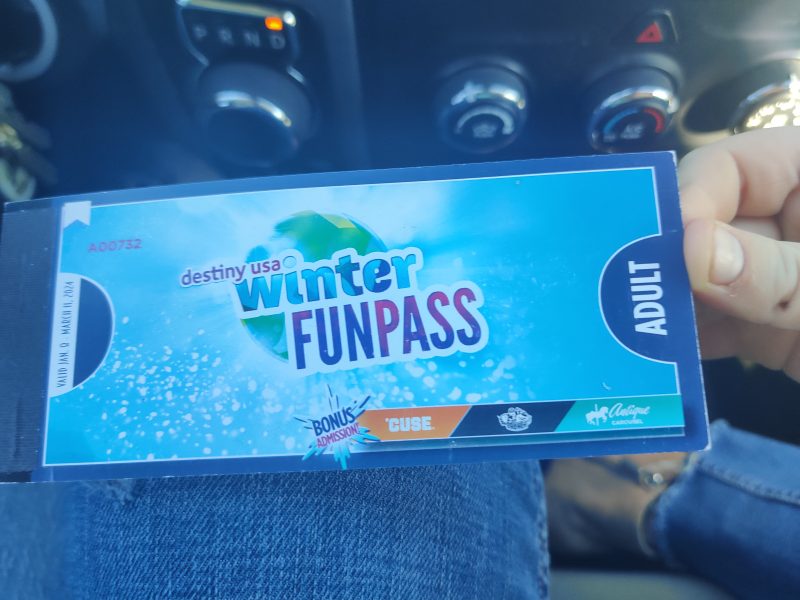 P R N D
A00732
destiny usa
winter
FUNPASS
ADULT
BONUS
ADMISSION!
'CUSE
Antique
CAROUSEL
A/C